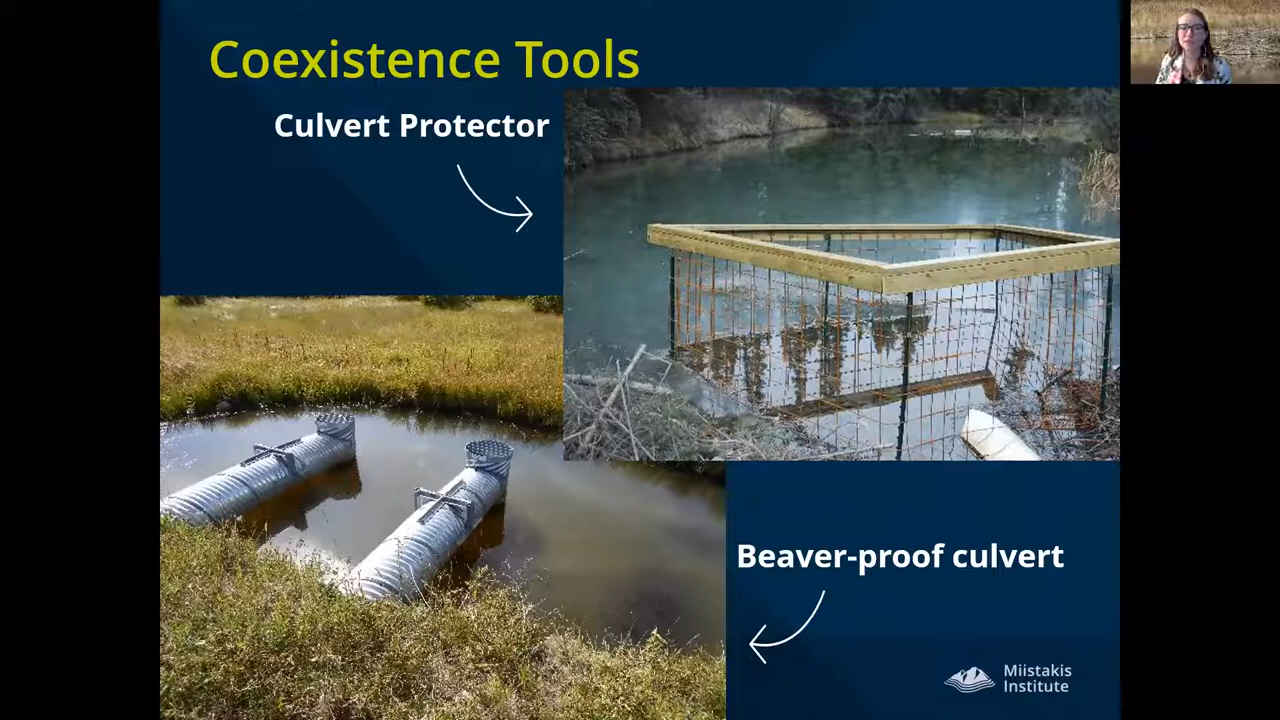 Coexistence Tools
Culvert Protector
Beaver-proof culvert
Miistakis
Institute